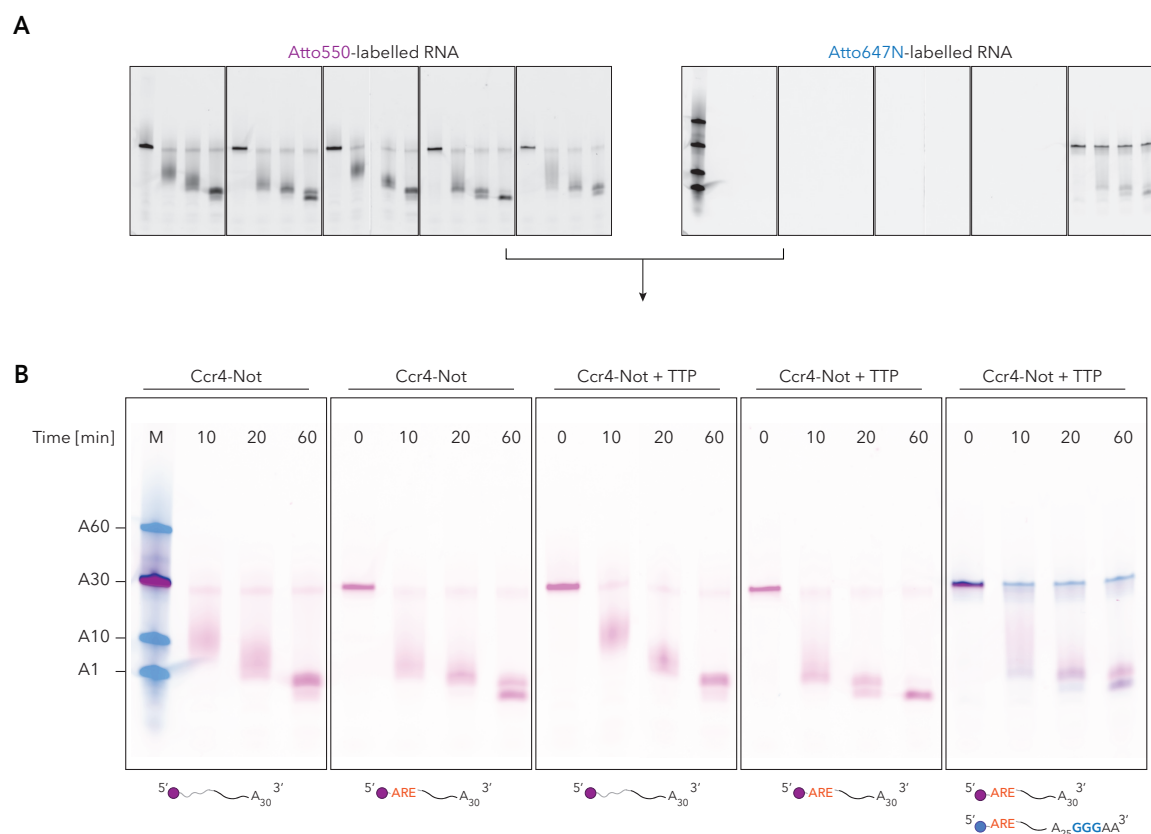 A
Atto550-labelled RNA Atto647N-labelled RNA
B
Ccr4-Not Ccr4-Not Ccr4-Not + TTP Ccr4-Not + TTP Ccr4-Not + TTP
Time [min] M 10 20 60 0 10 20 60 0 10 20 60 0 10 20 60 0 10 20 60
A60
A30
A10
A1
5′ A30 3′ 5′ ARE A30 3′ 5′ A30 3′ 5′ ARE A30 3′ 5′ ARE A30 3′
5′ ARE A25GGGAA3′